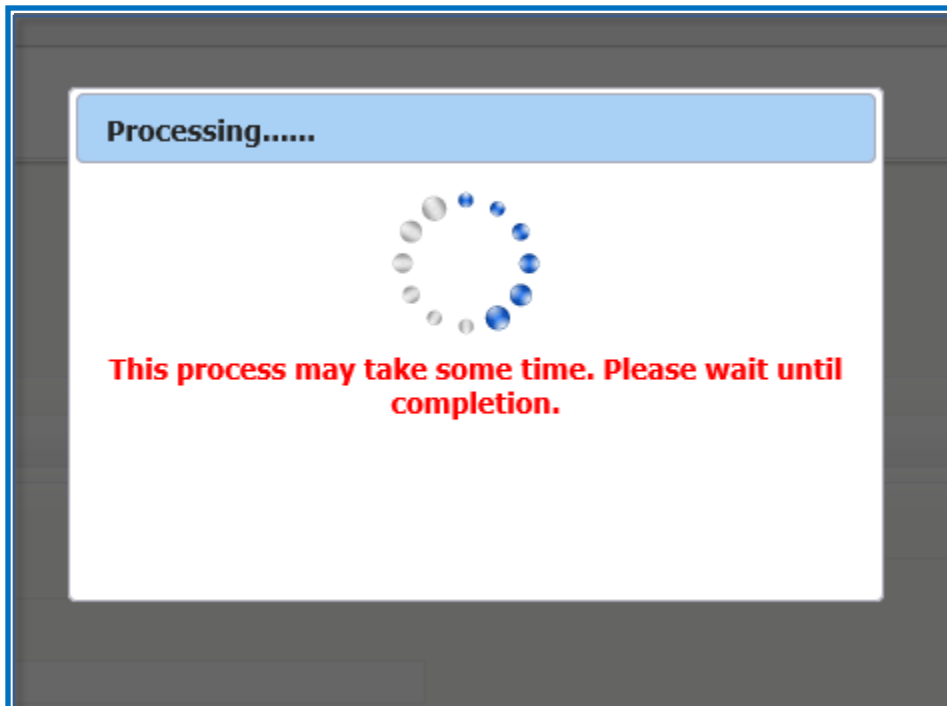 Processing......
This process may take some time. Please wait until
completion.